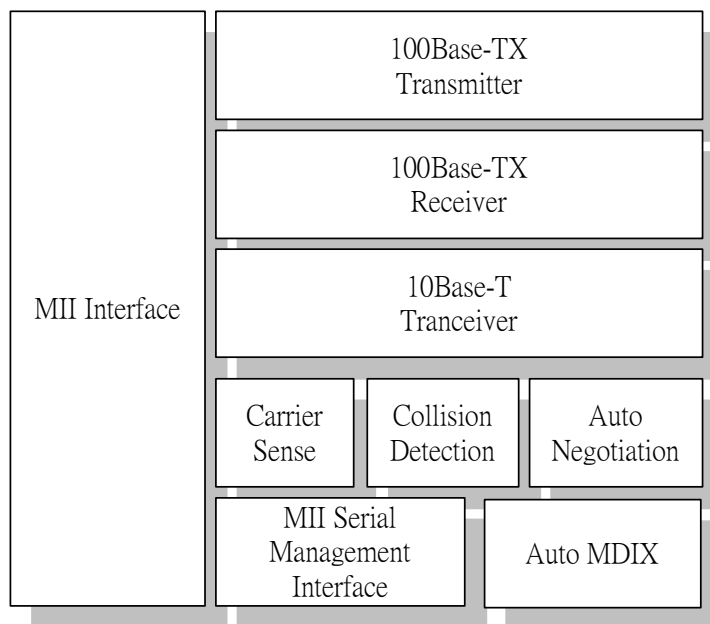 MII Interface
100Base-TX
Transmitter
100Base-TX
Receiver
10Base-T
Tranceiver
Carrier
Sense
Collision
Detection
Auto
Negotiation
MII Serial
Management
Interface
Auto MDIX